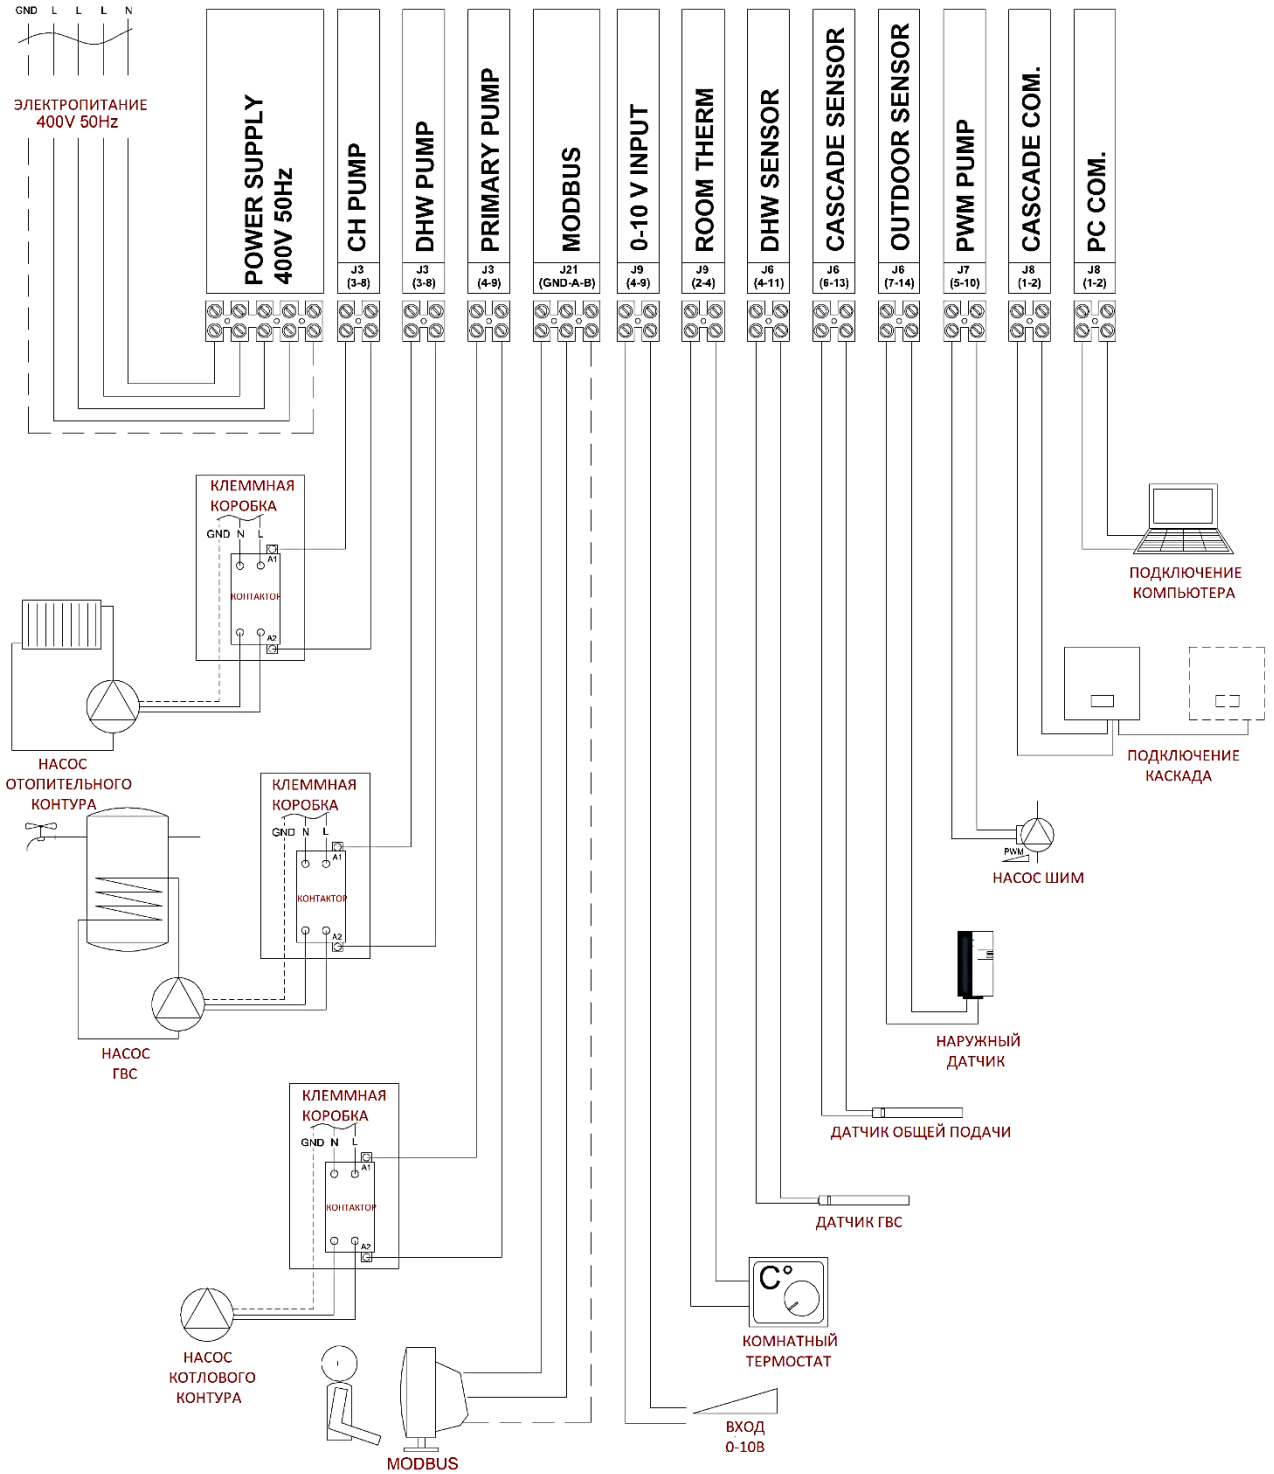 GND L L L N
ЭЛЕКТРОПИТАНИЕ
400V 50Hz
POWER SUPPLY
400V 50Hz
CH PUMP
J3
(3-8)
DHW PUMP
J3
(3-8)
PRIMARY PUMP
J3
(4-9)
MODBUS
J21
(GND-A-B)
0-10 V INPUT
J9
(4-9)
ROOM THERM
J9
(2-4)
DHW SENSOR
J6
(4-11)
CASCADE SENSOR
J6
(6-13)
OUTDOOR SENSOR
J6
(7-14)
PWM PUMP
J7
(5-10)
CASCADE COM.
J8
(1-2)
PC COM.
J8
(1-2)
КЛЕММНАЯ
КОРОБКА
GND N L
A1
КОНТАКТОР
A2
НАСОС
ОТОПИТЕЛЬНОГО
КОНТУРА
КЛЕММНАЯ
КОРОБКА
GND N L
A1
КОНТАКТОР
A2
НАСОС
ГВС
КЛЕММНАЯ
КОРОБКА
GND N L
A1
КОНТАКТОР
A2
НАСОС
КОТЛОВОГО
КОНТУРА
MODBUS
ПОДКЛЮЧЕНИЕ
КОМПЬЮТЕРА
ПОДКЛЮЧЕНИЕ
КАСКАДА
PWM
НАСОС ШИМ
НАРУЖНЫЙ
ДАТЧИК
ДАТЧИК ОБЩЕЙ ПОДАЧИ
ДАТЧИК ГВС
C°
КОМНАТНЫЙ
ТЕРМОСТАТ
ВХОД
0-10В